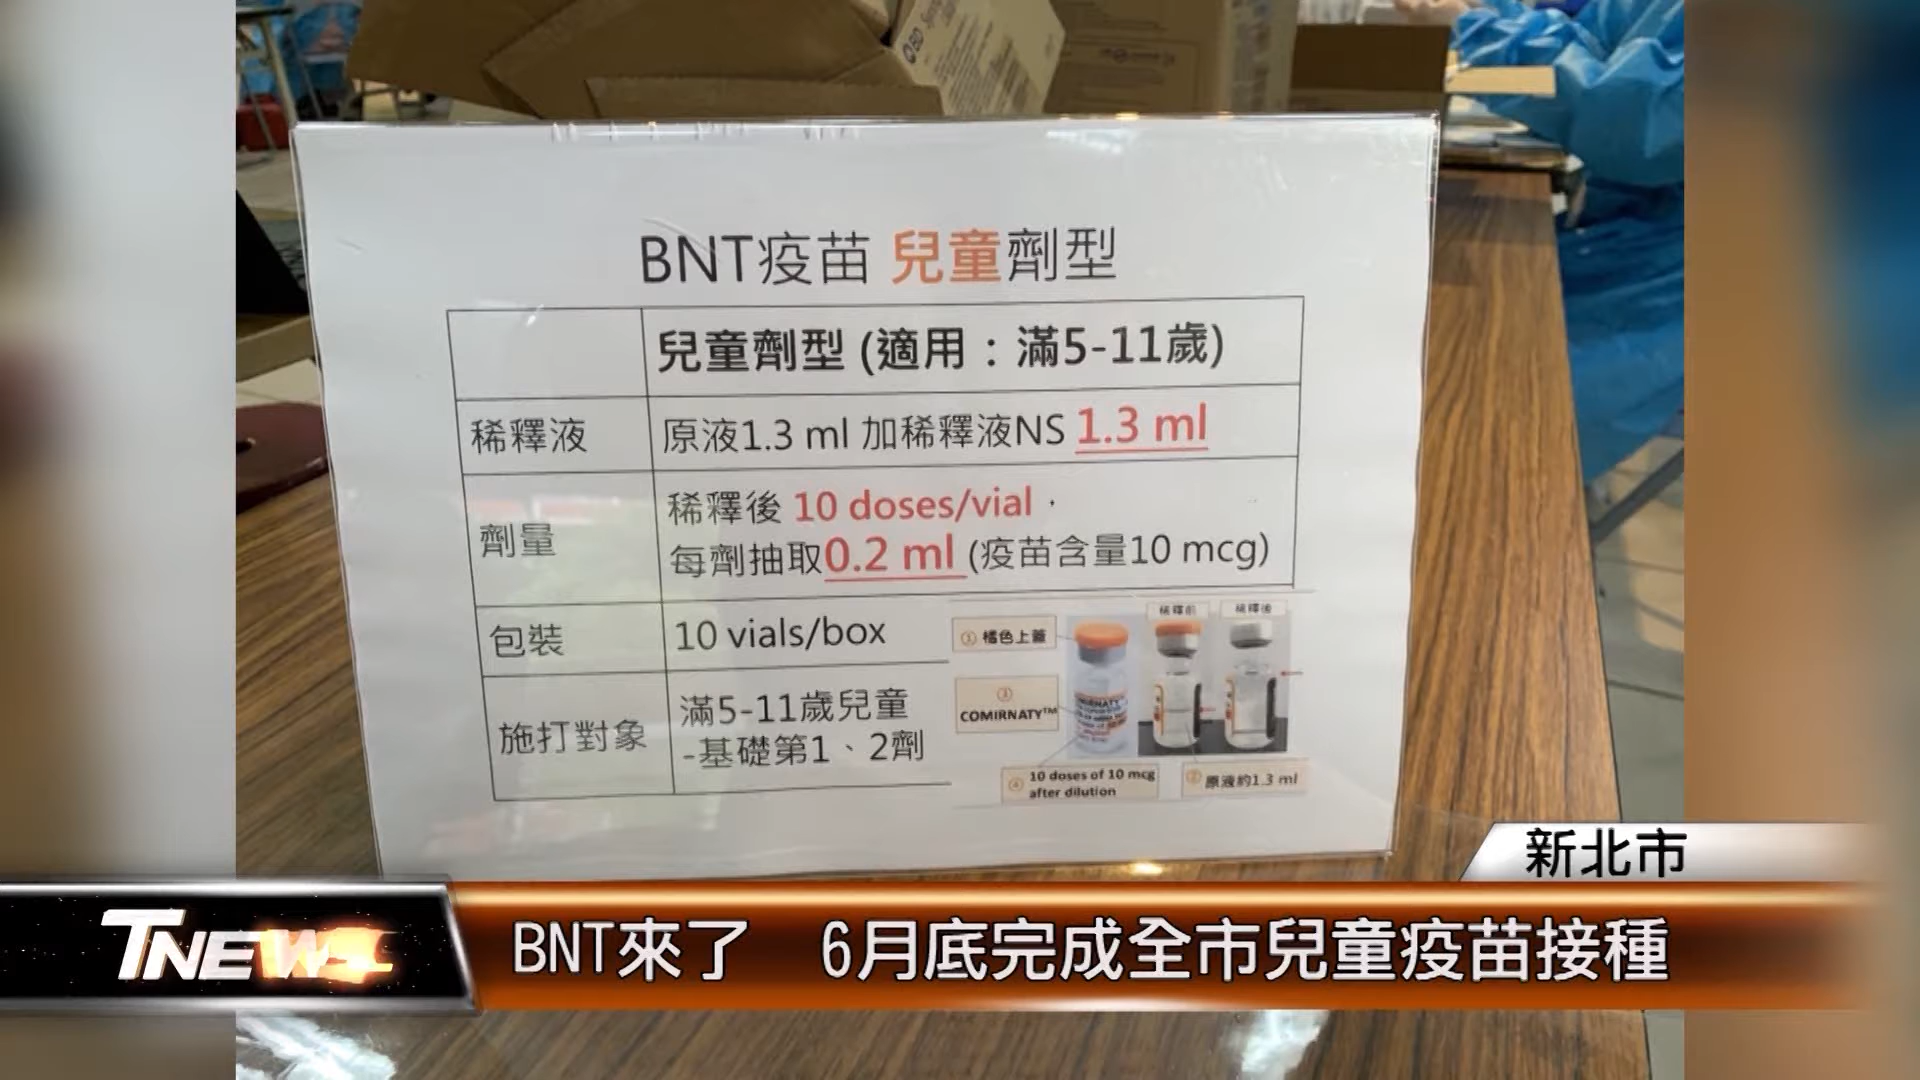 BD
BNT疫苗 兒童劑型
兒童劑型 (適用：滿5-11歲)
稀釋液 原液1.3 ml 加稀釋液NS 1.3 ml
劑量 稀釋後 10 doses/vial，
每劑抽取0.2 ml (疫苗含量10 mcg)
包裝 10 vials/box
施打對象 滿5-11歲兒童
-基礎第1、2劑
稀釋前 稀釋後
① 橘色上蓋
③
COMIRNATY™
④ 10 doses of 10 mcg
after dilution
② 原液約1.3 ml
新北市
TNEWS
BNT來了 6月底完成全市兒童疫苗接種